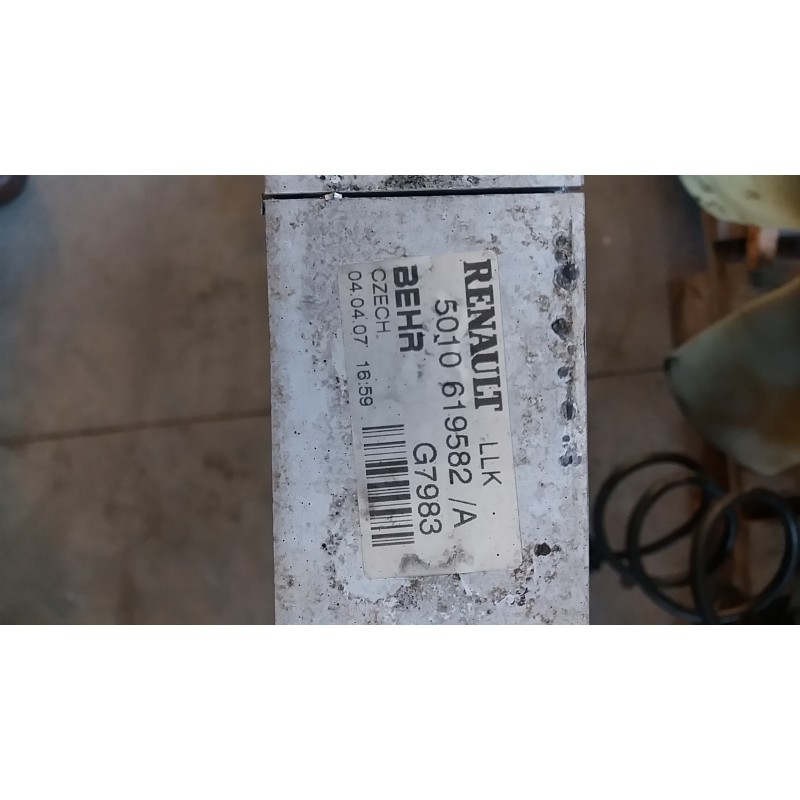 RENAULT LLK
5010 619582 /A
BEHR G7983
CZECH.
04.04.07 16:59